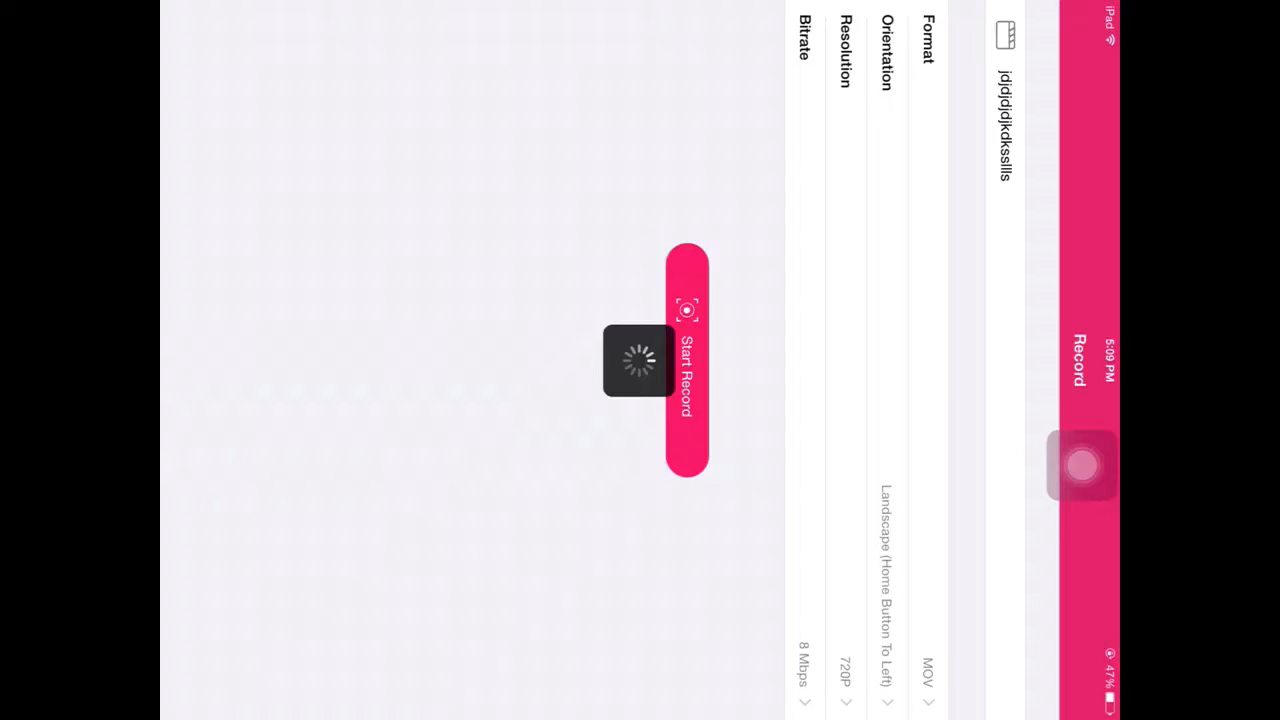 iPad 5:09 PM 47%
Record
jdjdjdjdjkdksslls
Format MOV
Orientation Landscape (Home Button To Left)
Resolution 720P
Bitrate 8 Mbps
Start Record